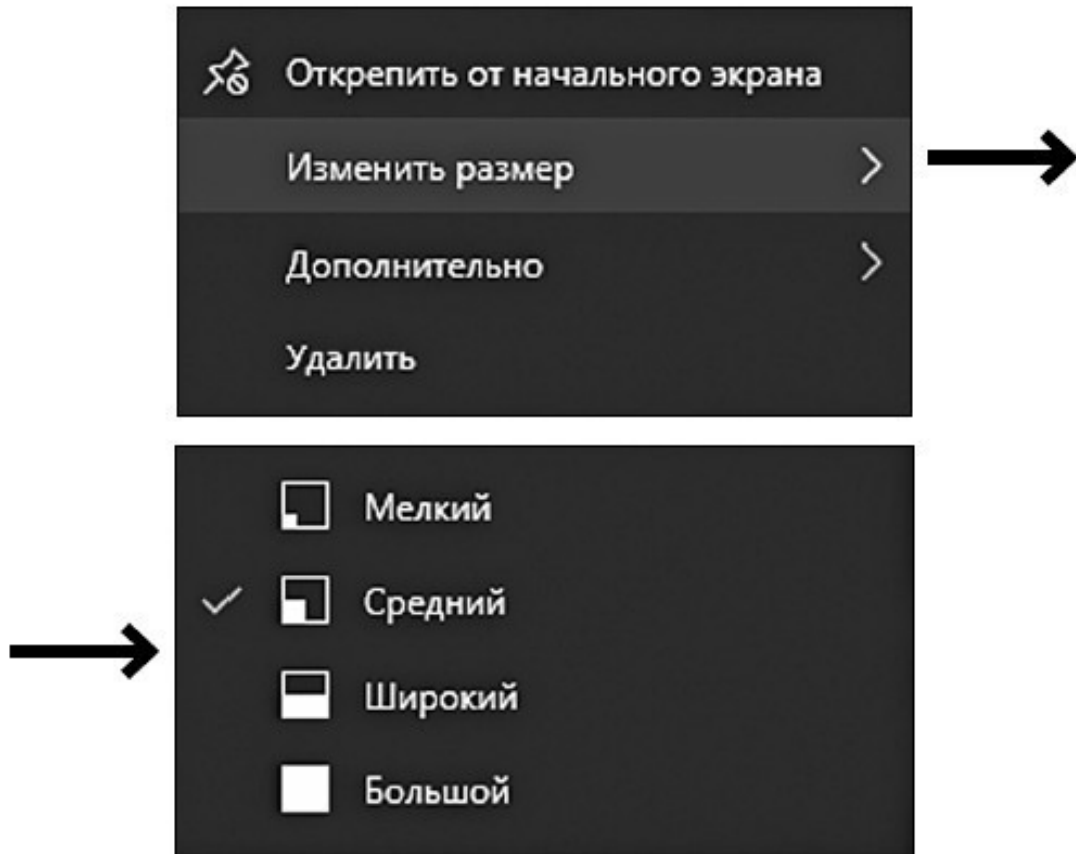 Открепить от начального экрана
Изменить размер
Дополнительно
Удалить
Мелкий
Средний
Широкий
Большой